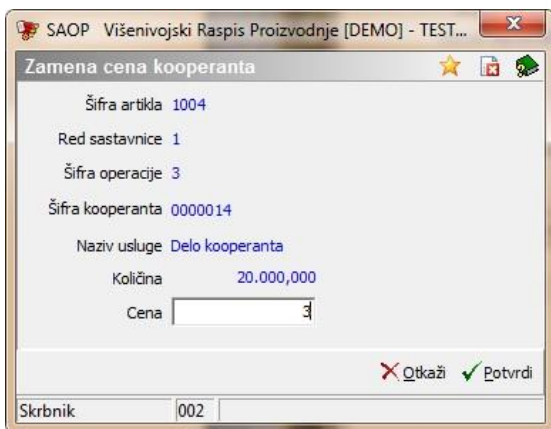 SAOP Višenivojski Raspis Proizvodnje [DEMO] - TEST...
Zamena cena kooperanta
Šifra artikla 1004
Red sastavnice 1
Šifra operacije 3
Šifra kooperanta 0000014
Naziv usluge Delo kooperanta
Količina 20.000,000
Cena 3
Otkaži Potvrdi
Skrbnik 002